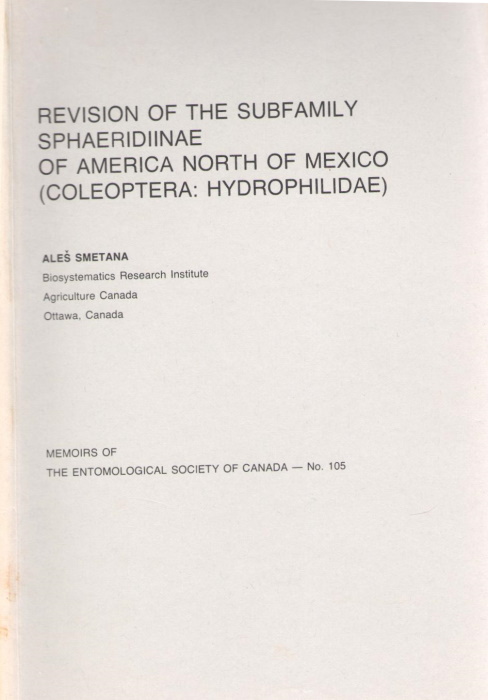 REVISION OF THE SUBFAMILY
SPHAERIDIINAE
OF AMERICA NORTH OF MEXICO
(COLEOPTERA: HYDROPHILIDAE)
ALEŠ SMETANA
Biosystematics Research Institute
Agriculture Canada
Ottawa, Canada
MEMOIRS OF
THE ENTOMOLOGICAL SOCIETY OF CANADA — No. 105